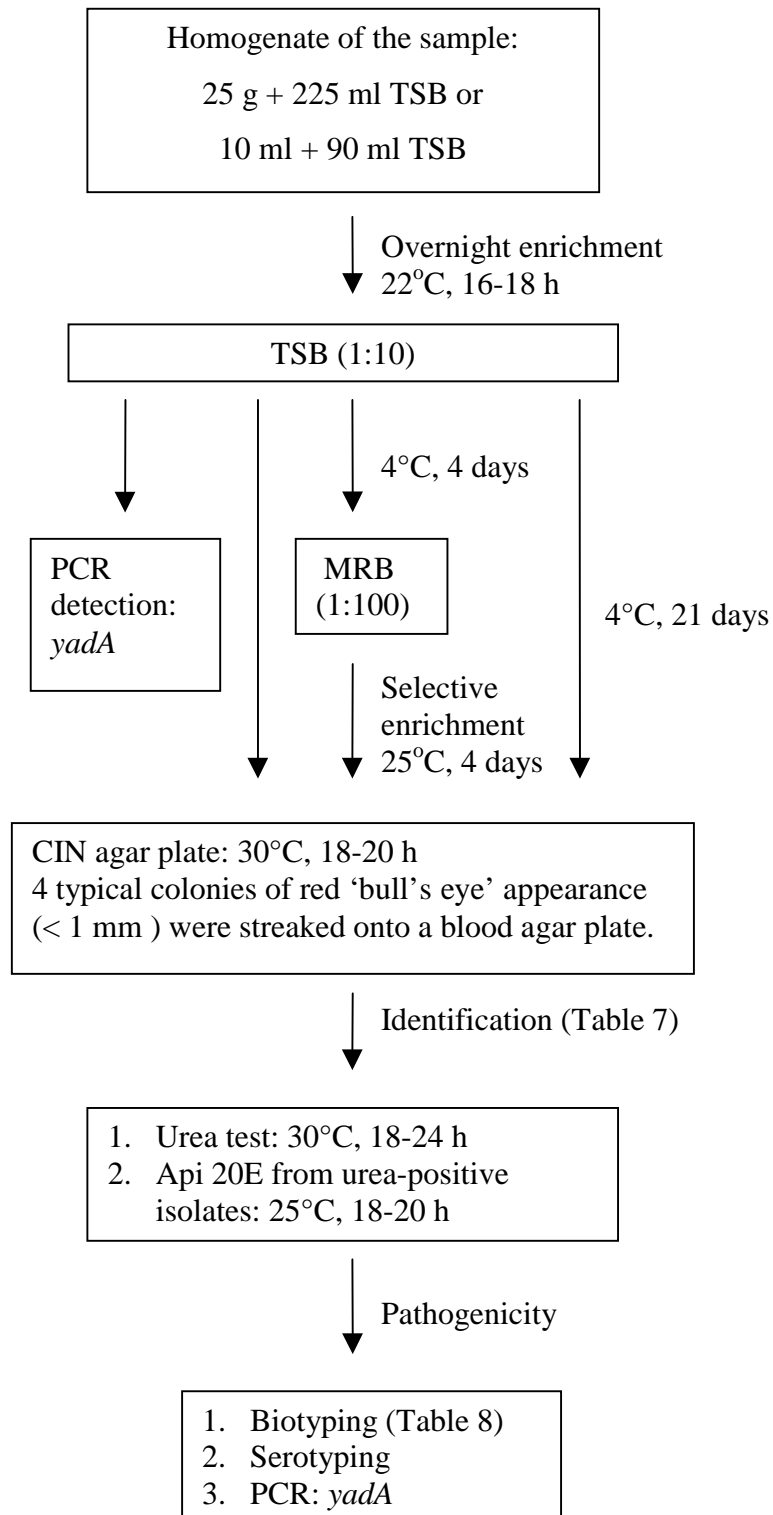 Homogenate of the sample:
25 g + 225 ml TSB or
10 ml + 90 ml TSB
Overnight enrichment
22°C, 16-18 h
TSB (1:10)
4°C, 4 days
PCR
detection:
yadA
MRB
(1:100)
4°C, 21 days
Selective
enrichment
25°C, 4 days
CIN agar plate: 30°C, 18-20 h
4 typical colonies of red ‘bull’s eye’ appearance
(< 1 mm ) were streaked onto a blood agar plate.
Identification (Table 7)
1. Urea test: 30°C, 18-24 h
2. Api 20E from urea-positive
isolates: 25°C, 18-20 h
Pathogenicity
1. Biotyping (Table 8)
2. Serotyping
3. PCR: yadA